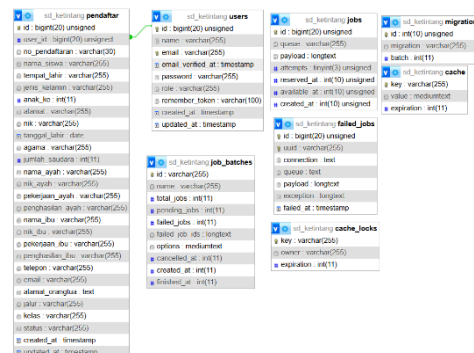 sd_ketintang pendaftar
id : bigint(20) unsigned
user_id : bigint(20) unsigned
no_pendaftaran : varchar(30)
nama_siswa : varchar(255)
tempat_lahir : varchar(255)
jenis_kelamin : varchar(255)
anak_ke : int(11)
alamat : varchar(255)
nik : varchar(255)
tanggal_lahir : date
agama : varchar(255)
jumlah_saudara : int(11)
nama_ayah : varchar(255)
nik_ayah : varchar(255)
pekerjaan_ayah : varchar(255)
penghasilan_ayah : varchar(255)
nama_ibu : varchar(255)
nik_ibu : varchar(255)
pekerjaan_ibu : varchar(255)
penghasilan_ibu : varchar(255)
telepon : varchar(255)
email : varchar(255)
alamat_orangtua : text
jalur : varchar(255)
kelas : varchar(255)
status : varchar(255)
created_at : timestamp
updated_at : timestamp
sd_ketintang users
id : bigint(20) unsigned
name : varchar(255)
email : varchar(255)
email_verified_at : timestamp
password : varchar(255)
role : varchar(255)
remember_token : varchar(100)
created_at : timestamp
updated_at : timestamp
sd_ketintang job_batches
id : varchar(255)
name : varchar(255)
total_jobs : int(11)
pending_jobs : int(11)
failed_jobs : int(11)
failed_job_ids : longtext
options : mediumtext
cancelled_at : int(11)
created_at : int(11)
finished_at : int(11)
sd_ketintang jobs
id : bigint(20) unsigned
queue : varchar(255)
payload : longtext
attempts : tinyint(3) unsigned
reserved_at : int(10) unsigned
available_at : int(10) unsigned
created_at : int(10) unsigned
sd_ketintang failed_jobs
id : bigint(20) unsigned
uuid : varchar(255)
connection : text
queue : text
payload : longtext
exception : longtext
failed_at : timestamp
sd_ketintang cache_locks
key : varchar(255)
owner : varchar(255)
expiration : int(11)
sd_ketintang migration
id : int(10) unsigned
migration : varchar(255)
batch : int(11)
sd_ketintang cache
key : varchar(255)
value : mediumtext
expiration : int(11)